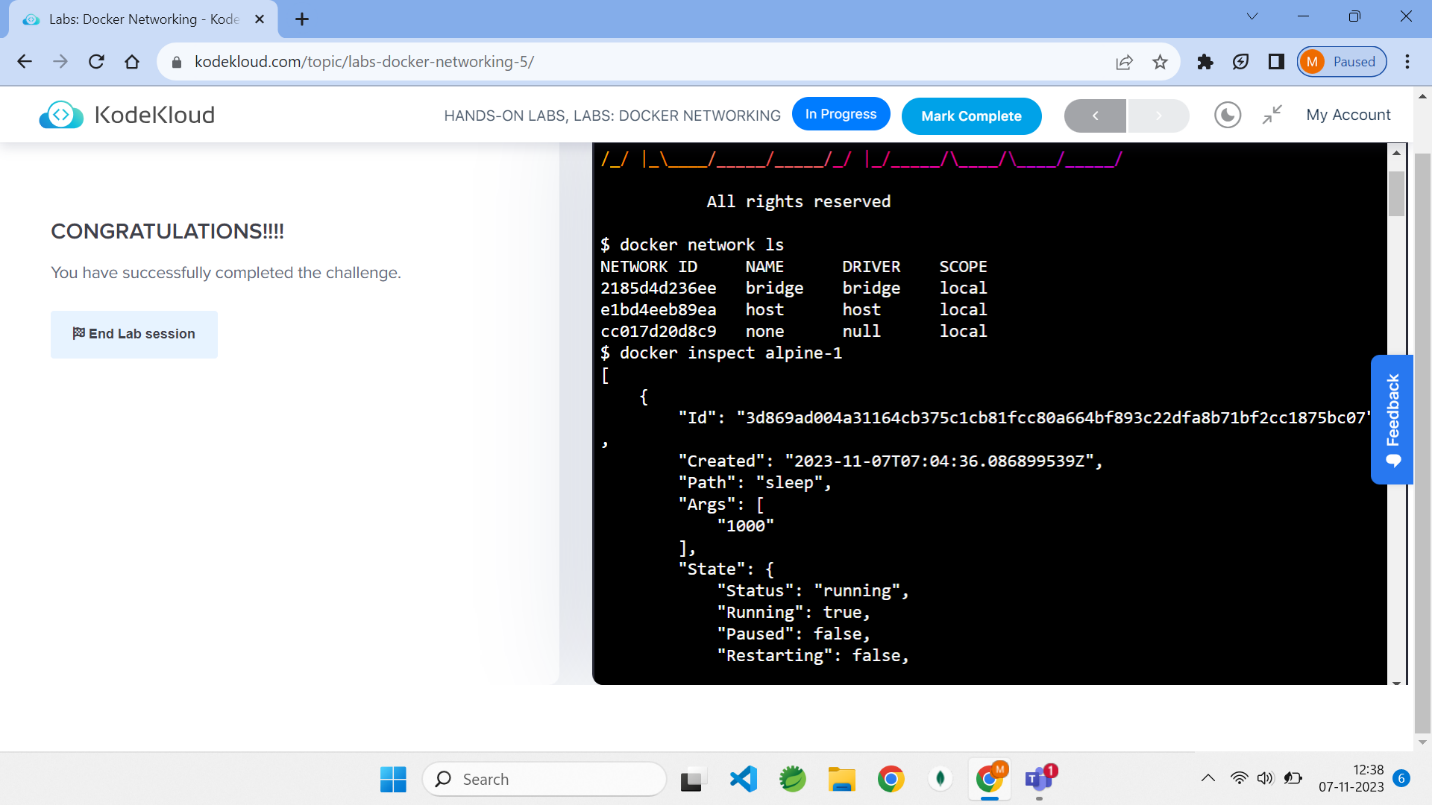 Labs: Docker Networking - Kode
kodekloud.com/topic/labs-docker-networking-5/
M Paused
KodeKloud
HANDS-ON LABS, LABS: DOCKER NETWORKING
In Progress
Mark Complete
My Account
CONGRATULATIONS!!!!
You have successfully completed the challenge.
End Lab session
All rights reserved
$ docker network ls
NETWORK ID NAME DRIVER SCOPE
2185d4d236ee bridge bridge local
e1bd4eeb89ea host host local
cc017d20d8c9 none null local
$ docker inspect alpine-1
[
{
"Id": "3d869ad004a31164cb375c1cb81fcc80a664bf893c22dfa8b71bf2cc1875bc07"
,
"Created": "2023-11-07T07:04:36.086899539Z",
"Path": "sleep",
"Args": [
"1000"
],
"State": {
"Status": "running",
"Running": true,
"Paused": false,
"Restarting": false,
Feedback
Search
M
T
1
12:38
07-11-2023
6